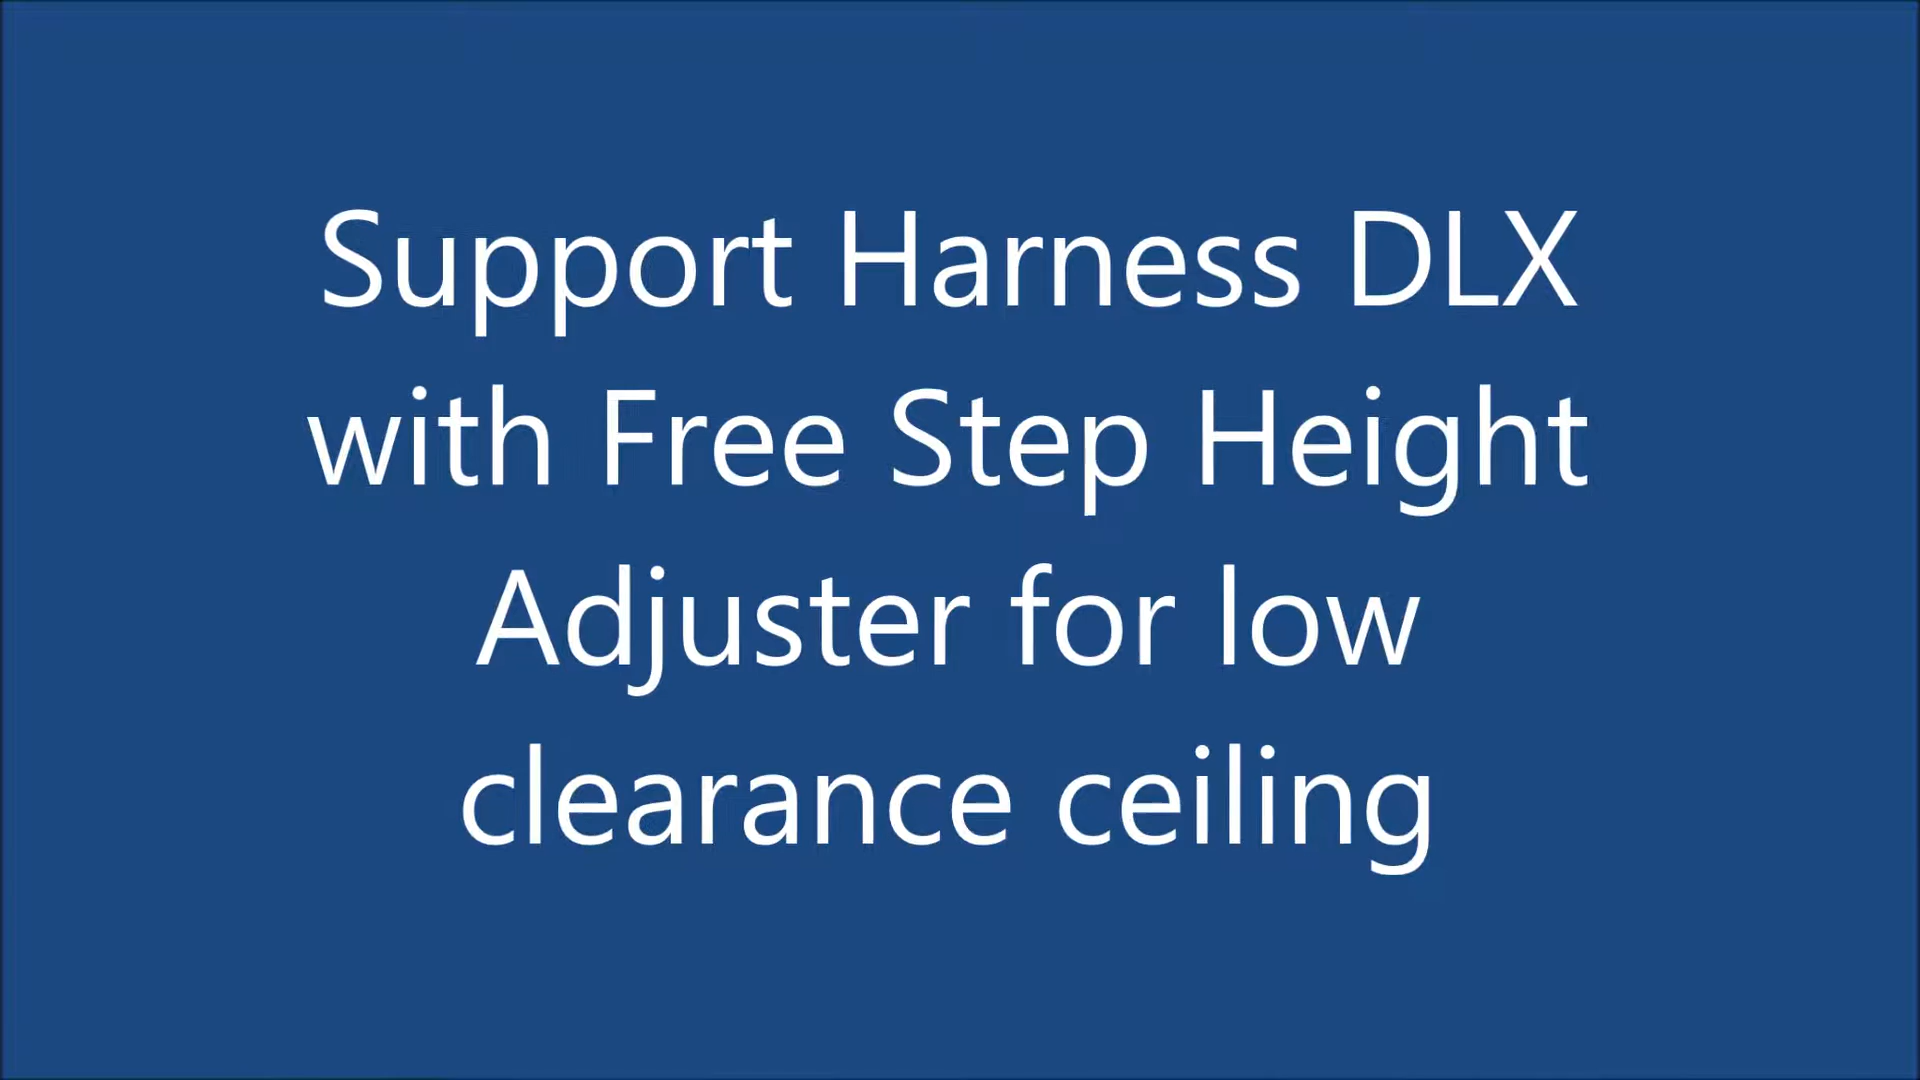 Support Harness DLX
with Free Step Height
Adjuster for low
clearance ceiling